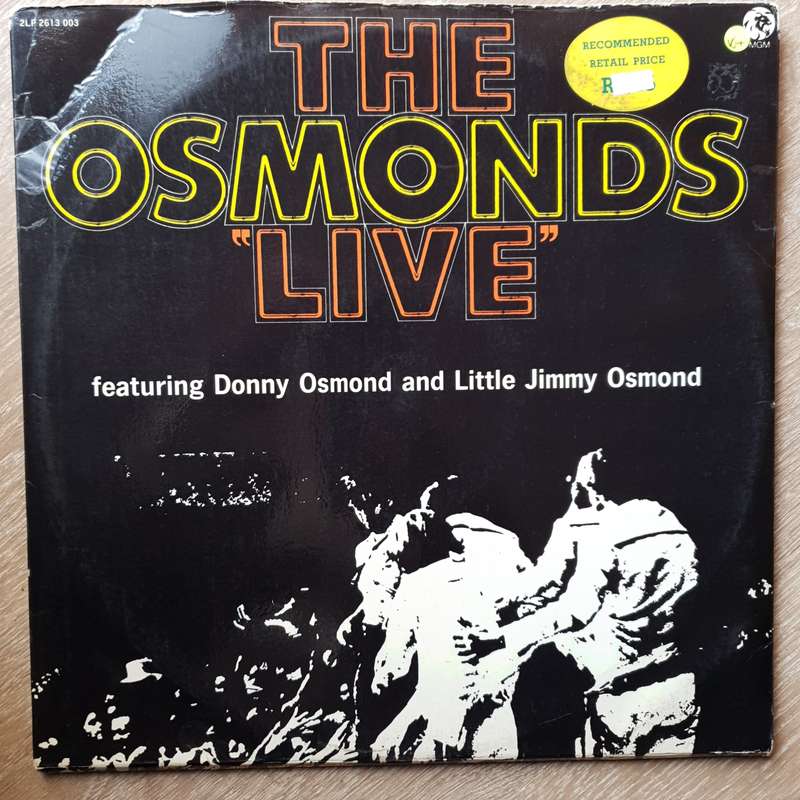 2LP 2613 003
THE
OSMONDS
"LIVE"
RECOMMENDED
RETAIL PRICE
MGM
featuring Donny Osmond and Little Jimmy Osmond